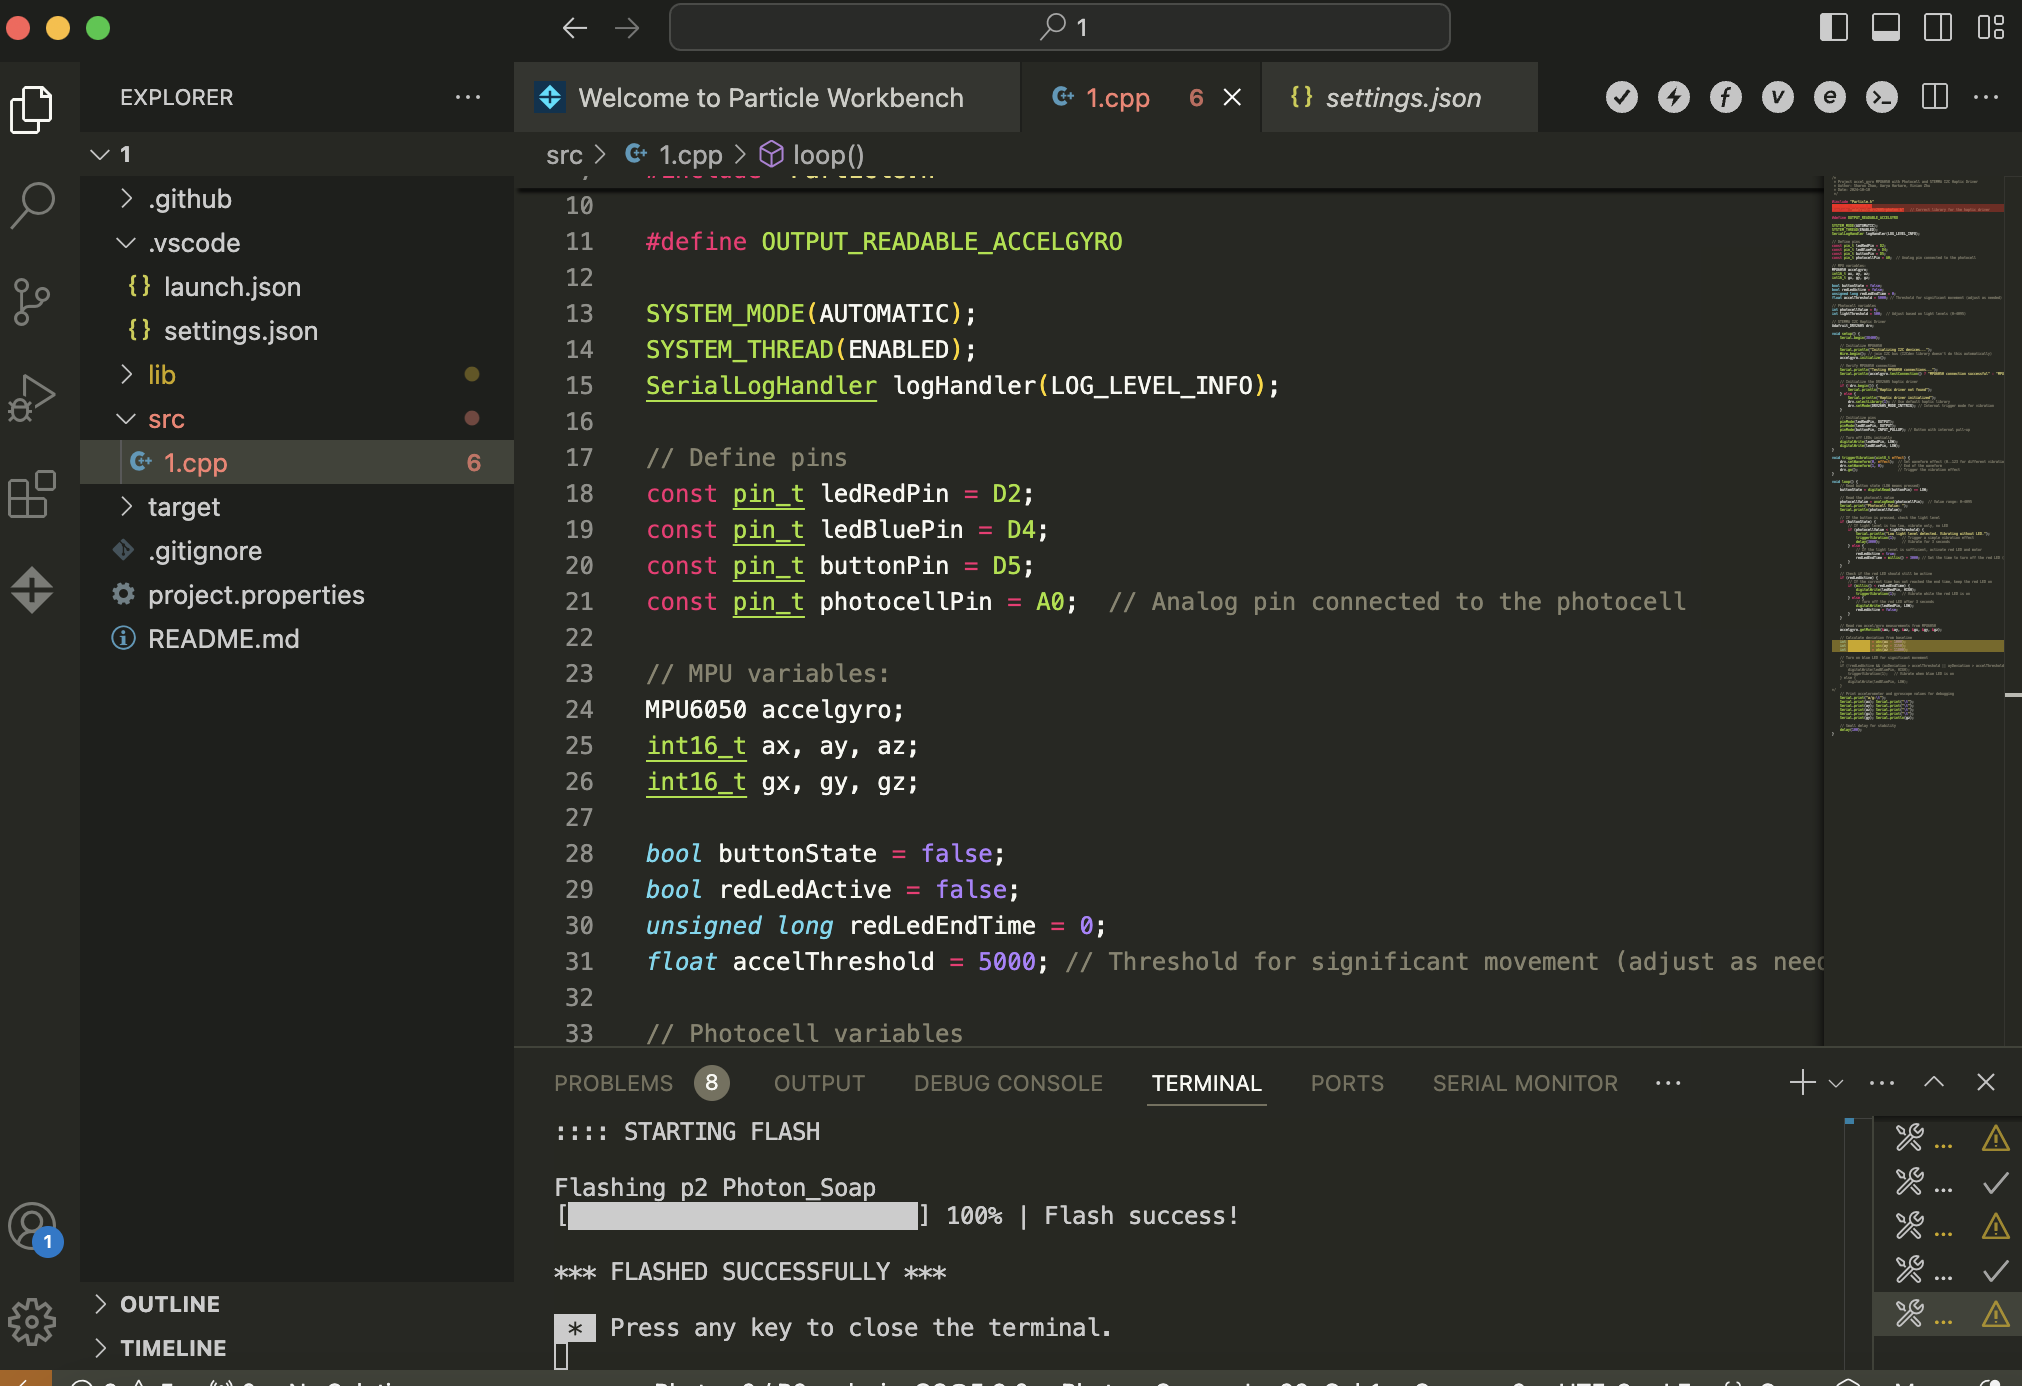 1
EXPLORER
Welcome to Particle Workbench
1.cpp 6
settings.json
1
src > 1.cpp > loop()
.github
.vscode
launch.json
settings.json
lib
src
1.cpp 6
target
.gitignore
project.properties
README.md
OUTLINE
TIMELINE
10
11 #define OUTPUT_READABLE_ACCELGYRO
12
13 SYSTEM_MODE(AUTOMATIC);
14 SYSTEM_THREAD(ENABLED);
15 SerialLogHandler logHandler(LOG_LEVEL_INFO);
16
17 // Define pins
18 const pin_t ledRedPin = D2;
19 const pin_t ledBluePin = D4;
20 const pin_t buttonPin = D5;
21 const pin_t photocellPin = A0; // Analog pin connected to the photocell
22
23 // MPU variables:
24 MPU6050 accelgyro;
25 int16_t ax, ay, az;
26 int16_t gx, gy, gz;
27
28 bool buttonState = false;
29 bool redLedActive = false;
30 unsigned long redLedEndTime = 0;
31 float accelThreshold = 5000; // Threshold for significant movement (adjust as need
32
33 // Photocell variables
PROBLEMS 8 OUTPUT DEBUG CONSOLE TERMINAL PORTS SERIAL MONITOR
:::: STARTING FLASH
Flashing p2 Photon_Soap
[ ] 100% | Flash success!
*** FLASHED SUCCESSFULLY ***
* Press any key to close the terminal.
1